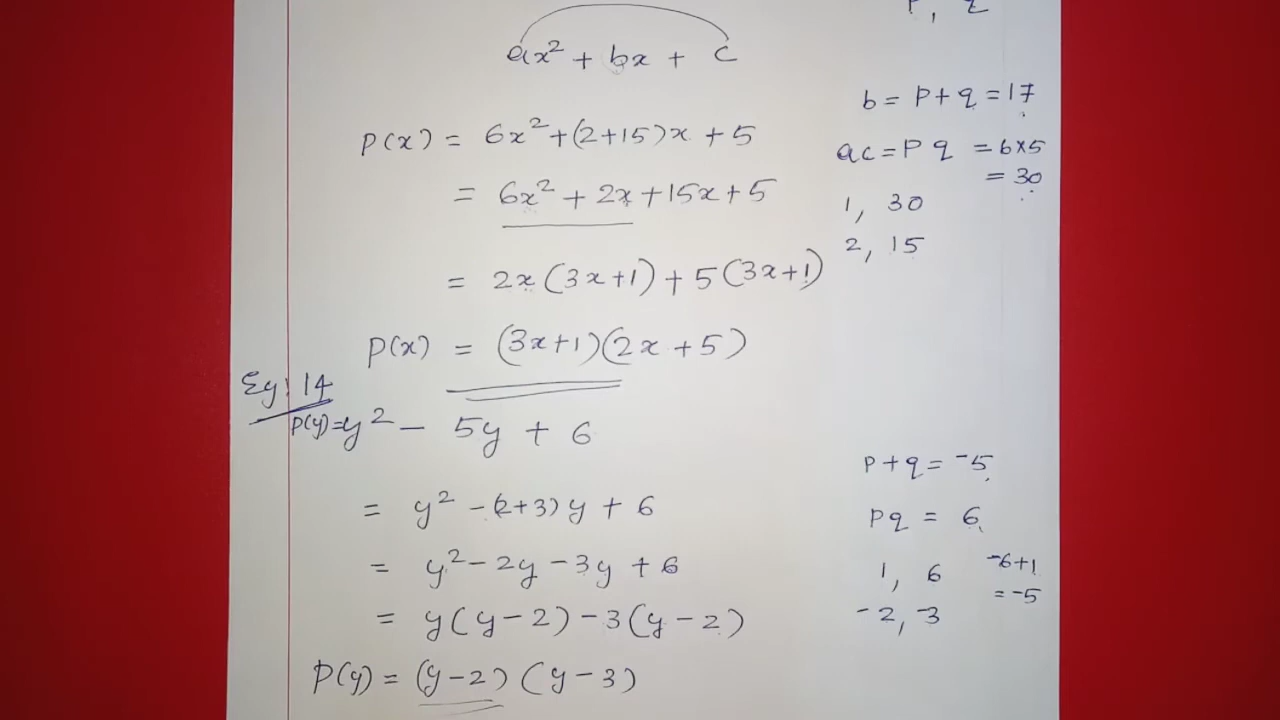 ax² + bx + c
b = p+q = 17
P(x) = 6x²+(2+15)x + 5
ac = P q = 6×5
= 30
= 6x² + 2x + 15x + 5
1, 30
2, 15
= 2x(3x+1) + 5(3x+1)
P(x) = (3x+1)(2x+5)
Eg: 14
P(y)=y² - 5y + 6
P+q = -5
= y² - (2+3)y + 6
Pq = 6
= y² - 2y - 3y + 6
1, 6 -6+1
= -5
= y(y-2) - 3(y-2)
-2, -3
P(y) = (y-2) (y-3)